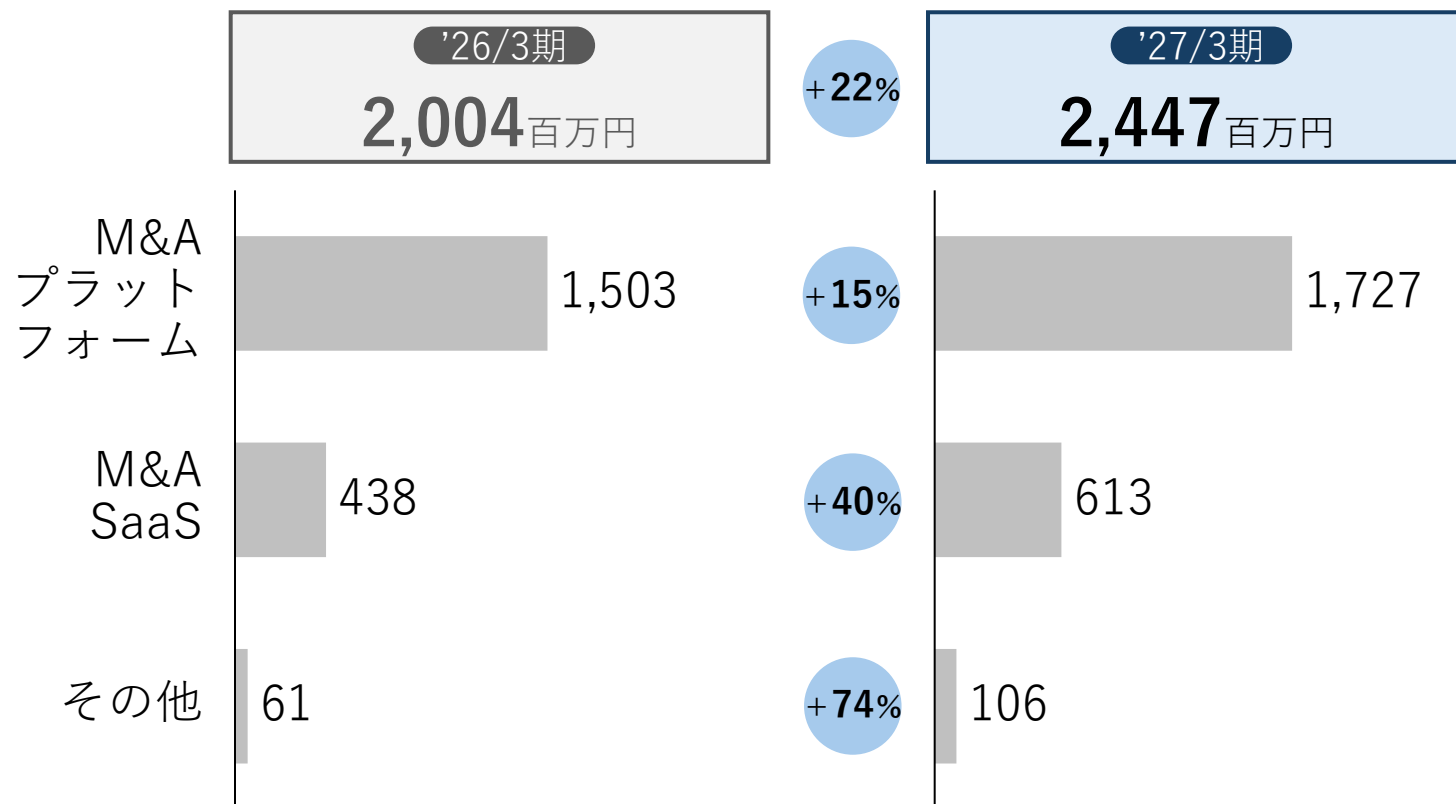 ’26/3期
2,004百万円
+22%
’27/3期
2,447百万円
M&A
プラット
フォーム
1,503
+15%
1,727
M&A
SaaS
438
+40%
613
その他
61
+74%
106